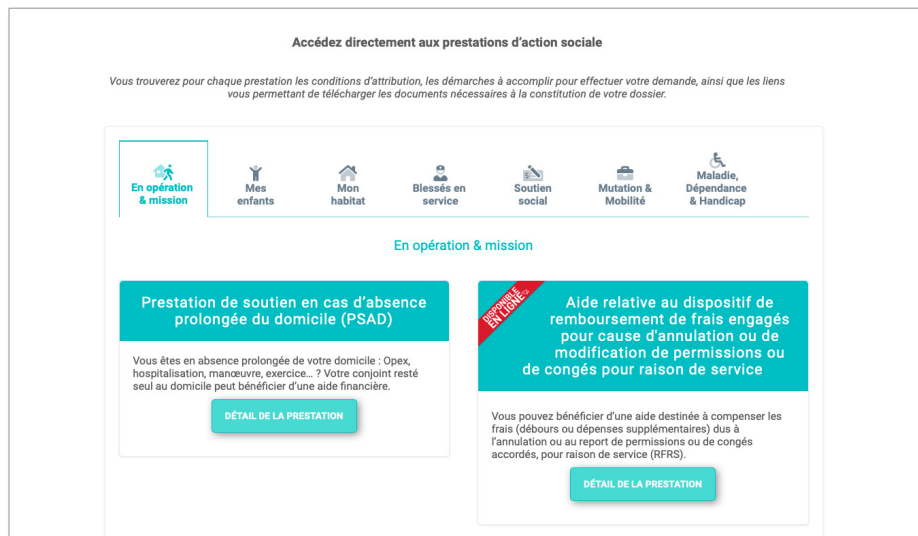 Accédez directement aux prestations d'action sociale
Vous trouverez pour chaque prestation les conditions d'attribution, les démarches à accomplir pour effectuer votre demande, ainsi que les liens
vous permettant de télécharger les documents nécessaires à la constitution de votre dossier.
En opération
& mission
Mes
enfants
Mon
habitat
Blessés en
service
Soutien
social
Mutation &
Mobilité
Maladie,
Dépendance
& Handicap
En opération & mission
Prestation de soutien en cas d'absence
prolongée du domicile (PSAD)
Vous êtes en absence prolongée de votre domicile : Opex,
hospitalisation, manœuvre, exercice... ? Votre conjoint resté
seul au domicile peut bénéficier d'une aide financière.
DÉTAIL DE LA PRESTATION
DISPONIBLE
EN LIGNE
Aide relative au dispositif de
remboursement de frais engagés
pour cause d'annulation ou de
modification de permissions ou
de congés pour raison de service
Vous pouvez bénéficier d'une aide destinée à compenser les
frais (débours ou dépenses supplémentaires) dus à
l'annulation ou au report de permissions ou de congés
accordés, pour raison de service (RFRS).
DÉTAIL DE LA PRESTATION